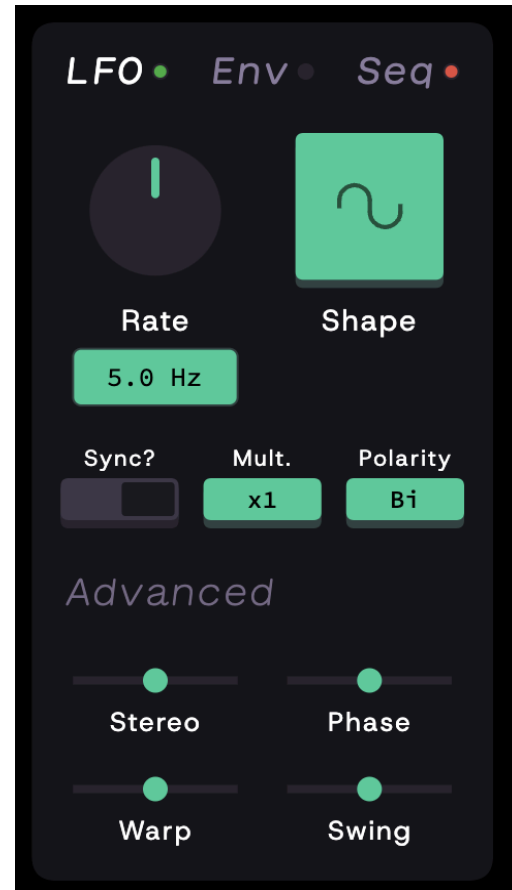 LFO Env Seq
Rate Shape
5.0 Hz
Sync? Mult. Polarity
x1 Bi
Advanced
Stereo Phase
Warp Swing